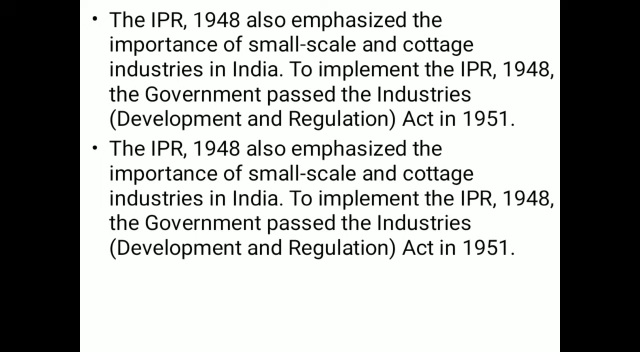 • The IPR, 1948 also emphasized the
importance of small-scale and cottage
industries in India. To implement the IPR, 1948,
the Government passed the Industries
(Development and Regulation) Act in 1951.
• The IPR, 1948 also emphasized the
importance of small-scale and cottage
industries in India. To implement the IPR, 1948,
the Government passed the Industries
(Development and Regulation) Act in 1951.